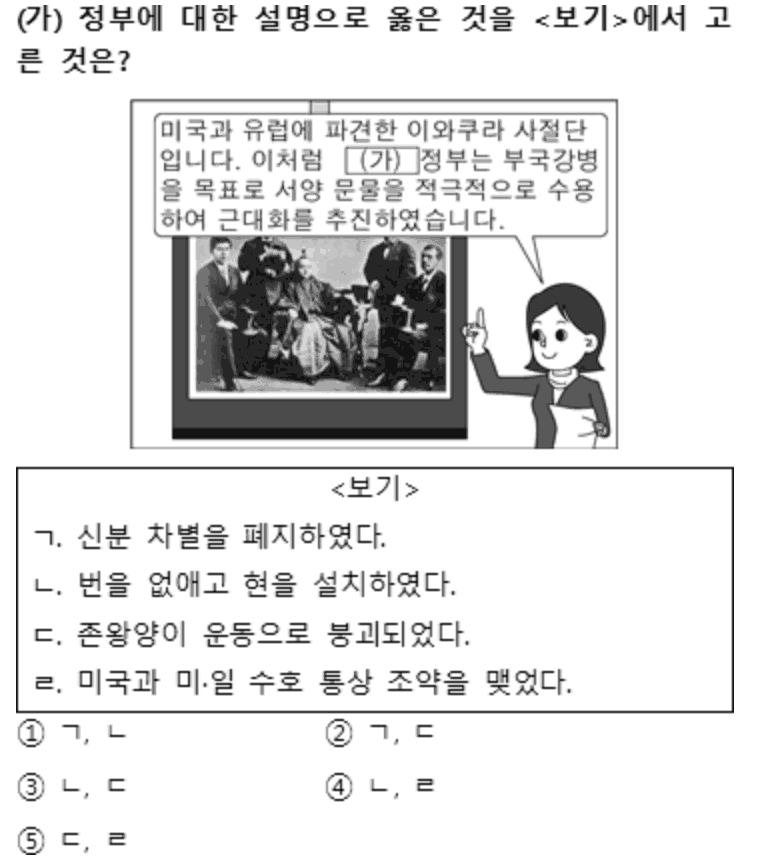 (가) 정부에 대한 설명으로 옳은 것을 <보기>에서 고
른 것은?
미국과 유럽에 파견한 이와쿠라 사절단
입니다. 이처럼 (가) 정부는 부국강병
을 목표로 서양 문물을 적극적으로 수용
하여 근대화를 추진하였습니다.
<보기>
ㄱ. 신분 차별을 폐지하였다.
ㄴ. 번을 없애고 현을 설치하였다.
ㄷ. 존왕양이 운동으로 붕괴되었다.
ㄹ. 미국과 미·일 수호 통상 조약을 맺었다.
① ㄱ, ㄴ ② ㄱ, ㄷ
③ ㄴ, ㄷ ④ ㄴ, ㄹ
⑤ ㄷ, ㄹ